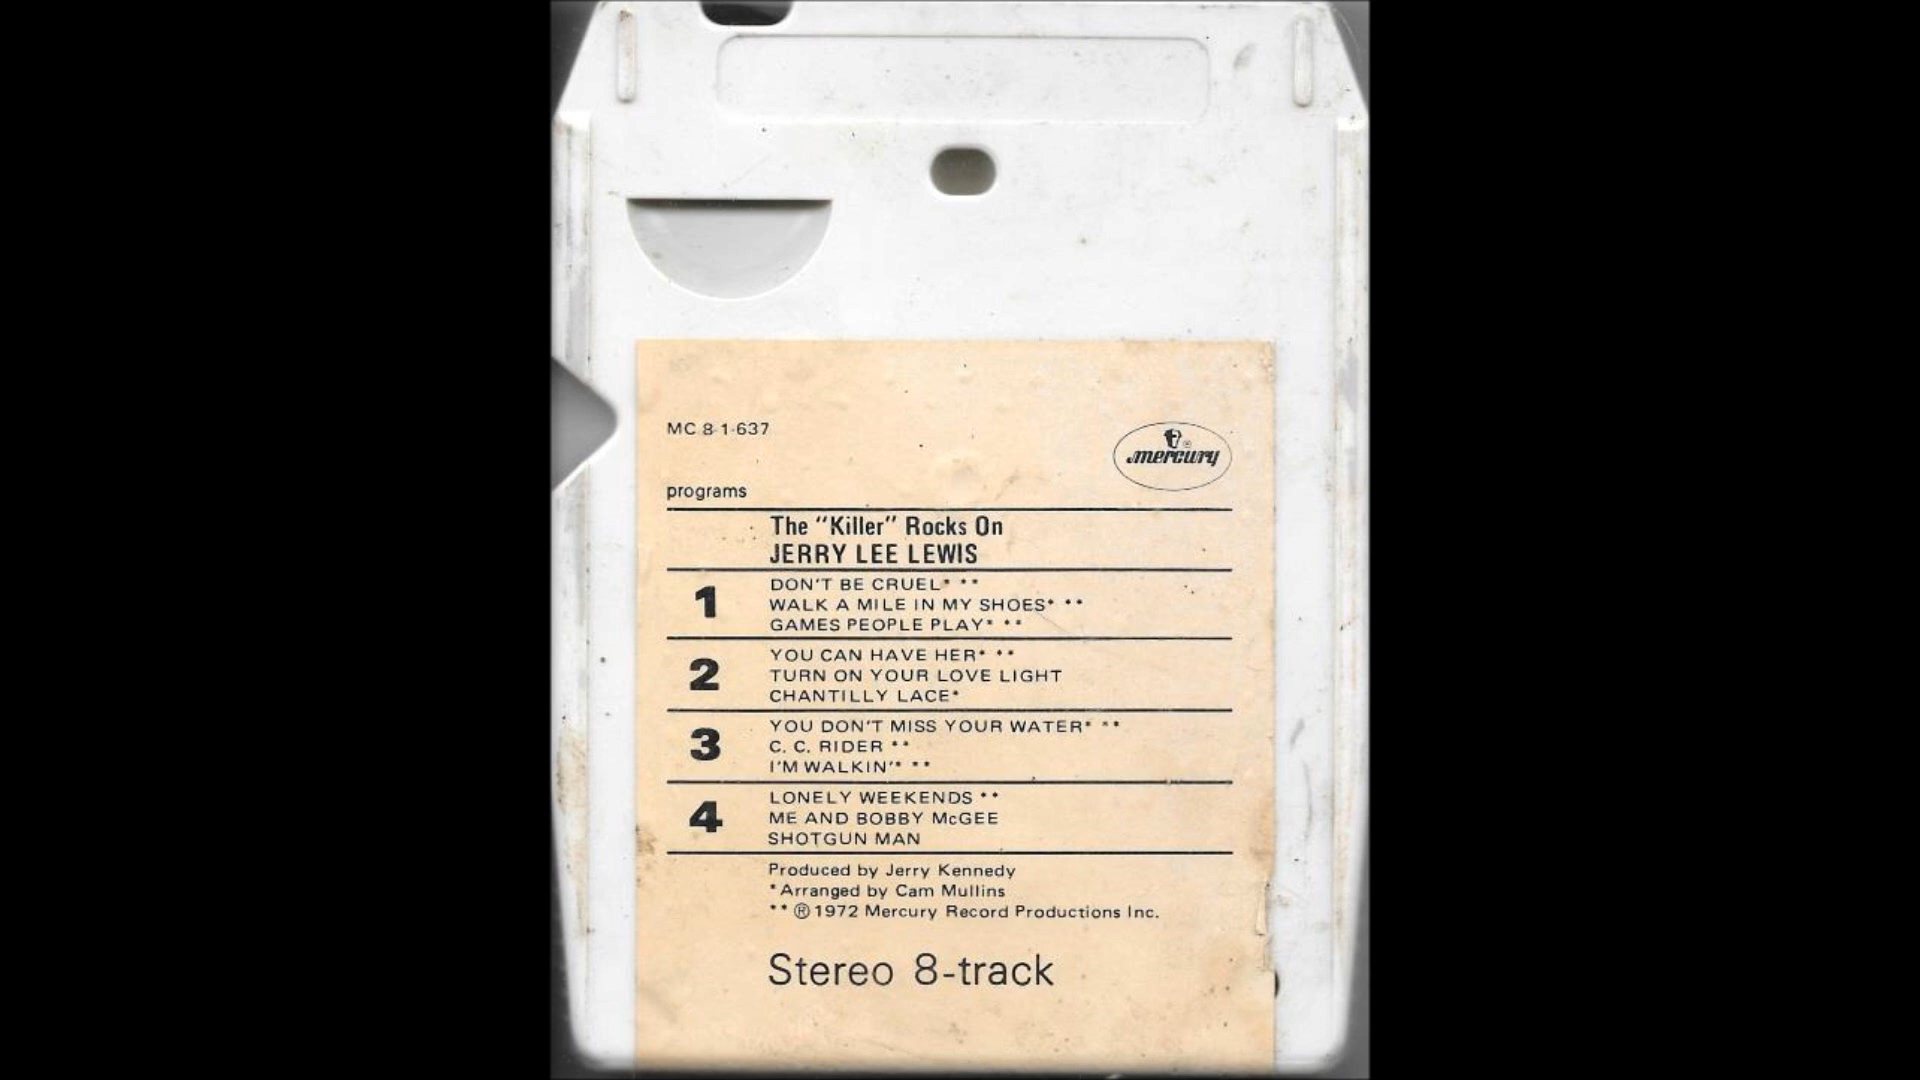 MC 8-1-637
mercury ®
programs
The "Killer" Rocks On
JERRY LEE LEWIS
1
DON'T BE CRUEL* **
WALK A MILE IN MY SHOES* **
GAMES PEOPLE PLAY* **
2
YOU CAN HAVE HER* **
TURN ON YOUR LOVE LIGHT
CHANTILLY LACE*
3
YOU DON'T MISS YOUR WATER* **
C. C. RIDER **
I'M WALKIN'* **
4
LONELY WEEKENDS **
ME AND BOBBY McGEE
SHOTGUN MAN
Produced by Jerry Kennedy
*Arranged by Cam Mullins
** Ⓡ 1972 Mercury Record Productions Inc.
Stereo 8-track